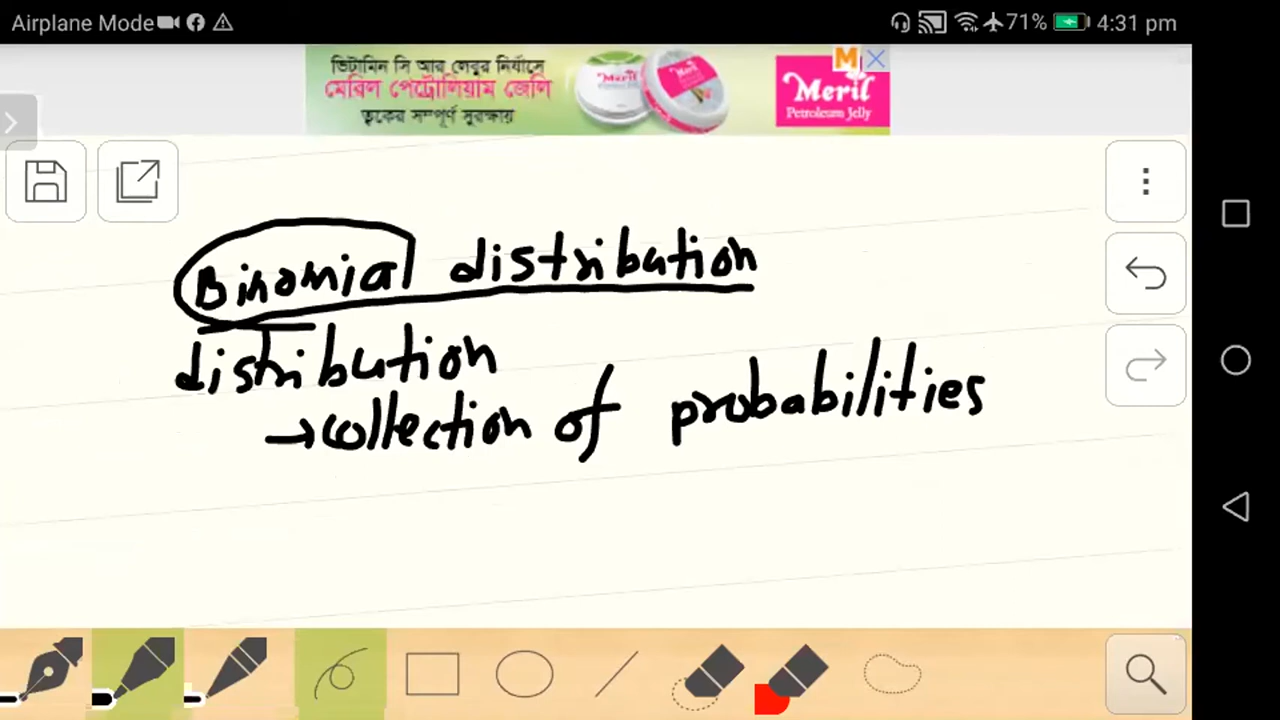 Airplane Mode 71% 4:31 pm
ভিটামিন সি আর লেবুর নির্যাসে
মেরিল পেট্রোলিয়াম জেলি
ত্বকের সম্পূর্ণ সুরক্ষায়
Meril
M
Meril
Petroleum Jelly
Binomial distribution
distribution
→ collection of probabilities